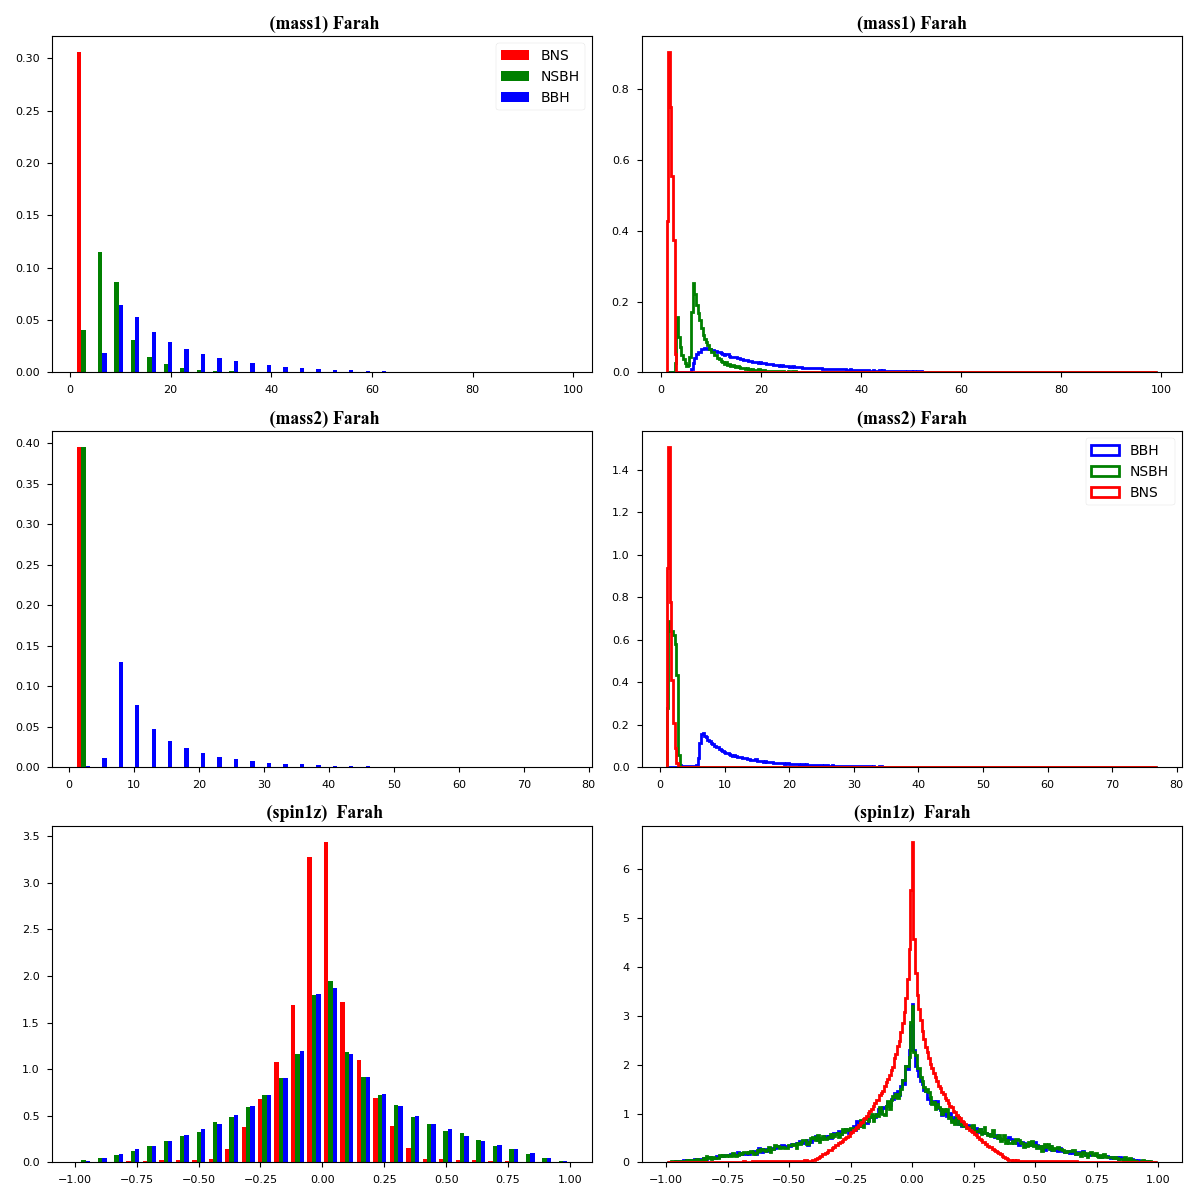 (mass1) Farah
0.30
0.25
0.20
0.15
0.10
0.05
0.00
0 20 40 60 80 100
BNS
NSBH
BBH
(mass1) Farah
0.8
0.6
0.4
0.2
0.0
0 20 40 60 80 100
(mass2) Farah
0.40
0.35
0.30
0.25
0.20
0.15
0.10
0.05
0.00
0 10 20 30 40 50 60 70 80
(mass2) Farah
1.4
1.2
1.0
0.8
0.6
0.4
0.2
0.0
0 10 20 30 40 50 60 70 80
BBH
NSBH
BNS
(spin1z)  Farah
3.5
3.0
2.5
2.0
1.5
1.0
0.5
0.0
−1.00 −0.75 −0.50 −0.25 0.00 0.25 0.50 0.75 1.00
(spin1z)  Farah
6
5
4
3
2
1
0
−1.00 −0.75 −0.50 −0.25 0.00 0.25 0.50 0.75 1.00